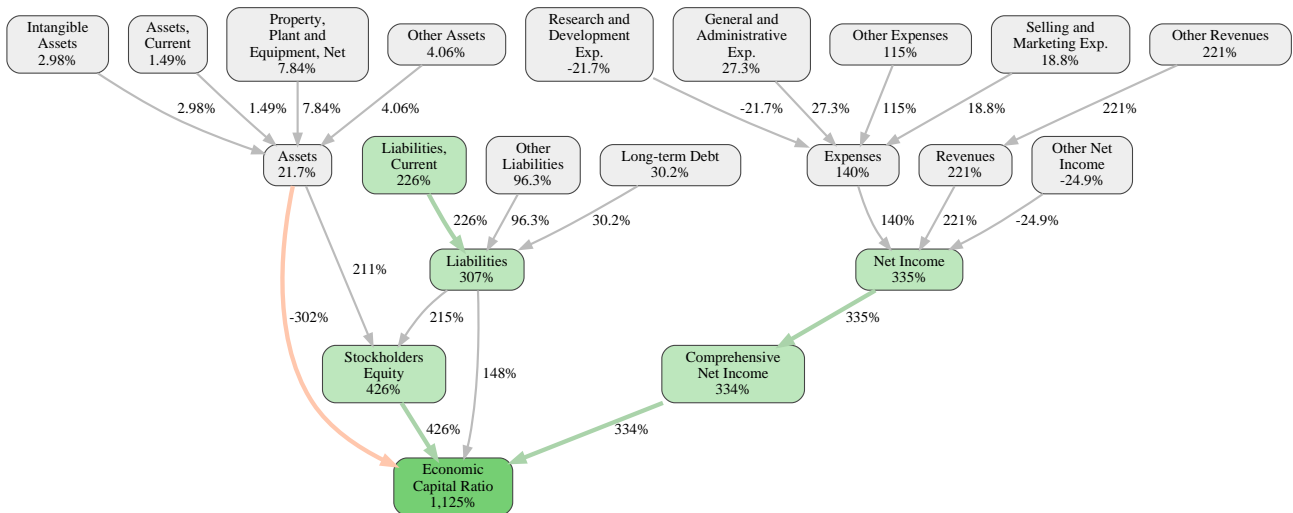 Intangible
Assets
2.98%
Assets,
Current
1.49%
Property,
Plant and
Equipment, Net
7.84%
Other Assets
4.06%
Research and
Development
Exp.
-21.7%
General and
Administrative
Exp.
27.3%
Other Expenses
115%
Selling and
Marketing Exp.
18.8%
Other Revenues
221%
2.98%
1.49%
7.84%
4.06%
-21.7%
27.3%
115%
18.8%
221%
Assets
21.7%
Liabilities,
Current
226%
Other
Liabilities
96.3%
Long-term Debt
30.2%
Expenses
140%
Revenues
221%
Other Net
Income
-24.9%
226%
96.3%
30.2%
140%
221%
-24.9%
Liabilities
307%
Net Income
335%
211%
-302%
215%
335%
Stockholders
Equity
426%
148%
Comprehensive
Net Income
334%
426%
334%
Economic
Capital Ratio
1,125%